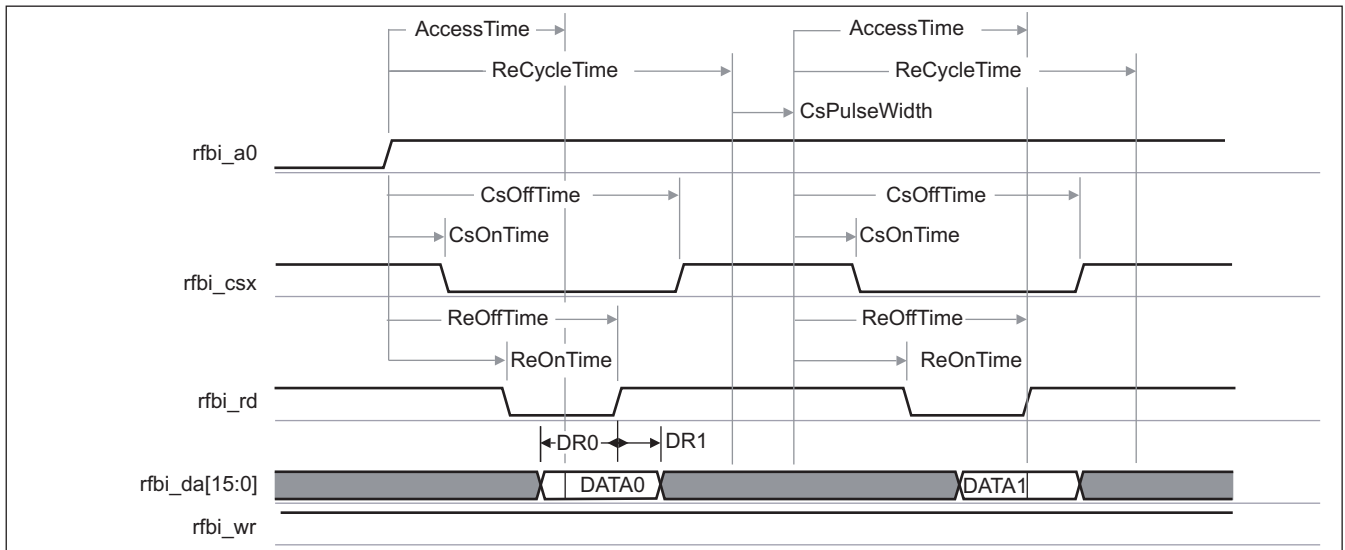 AccessTime AccessTime
ReCycleTime ReCycleTime
CsPulseWidth
rfbi_a0
CsOffTime CsOffTime
CsOnTime CsOnTime
rfbi_csx
ReOffTime ReOffTime
ReOnTime ReOnTime
rfbi_rd
DR0 DR1
rfbi_da[15:0] DATA0 DATA1
rfbi_wr